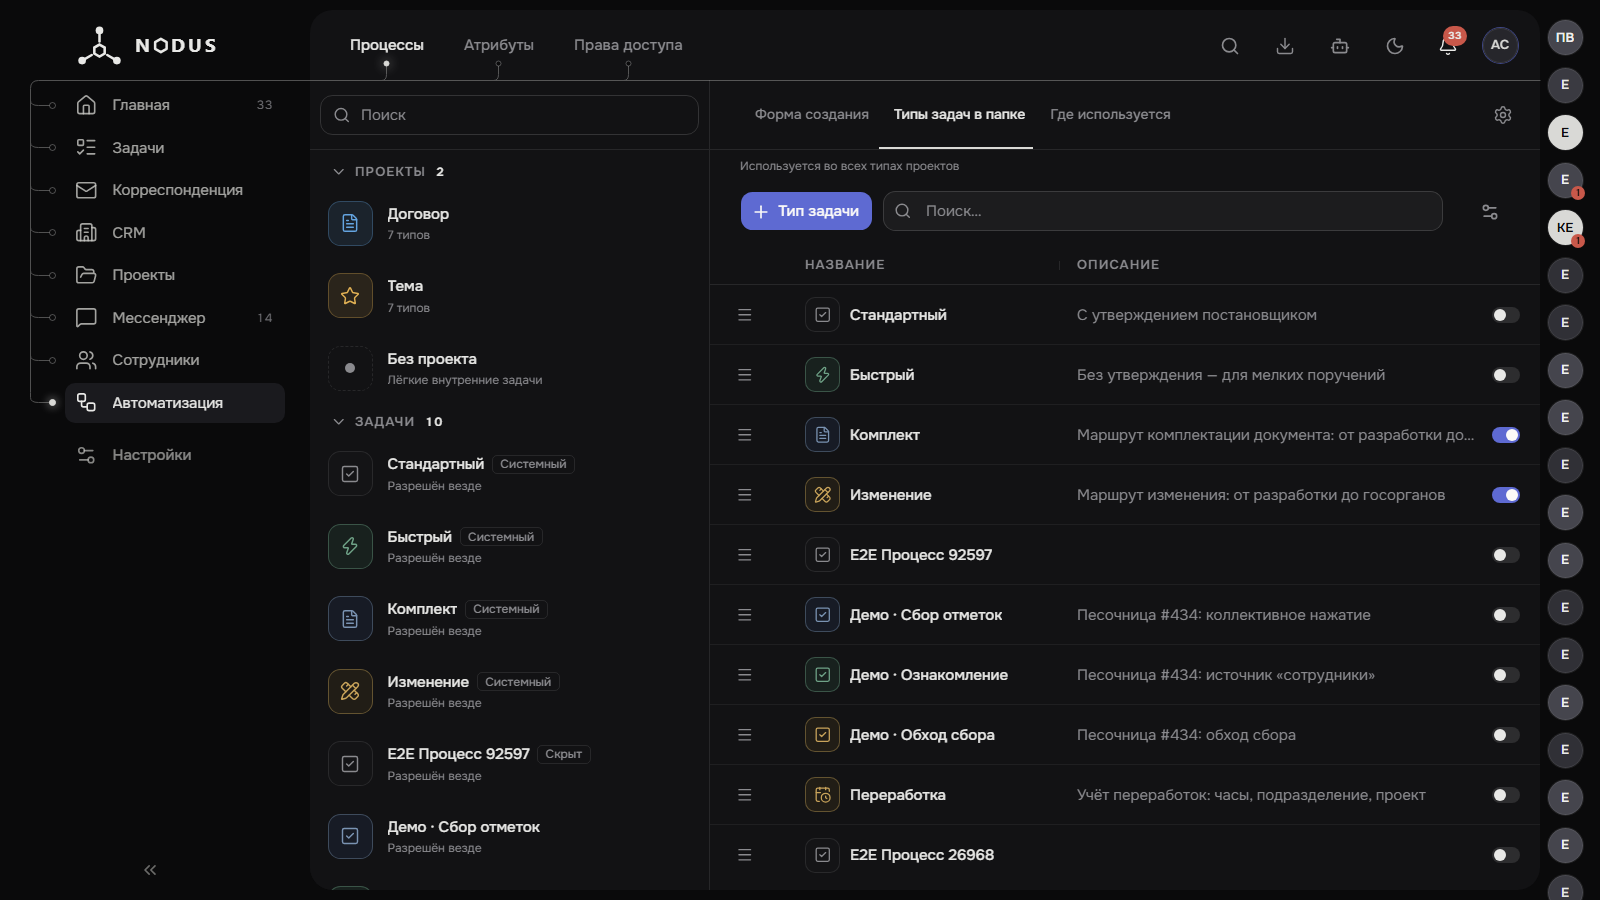 NODUS
Процессы
Атрибуты
Права доступа
33
АС
Главная
33
Задачи
Корреспонденция
CRM
Проекты
Мессенджер
14
Сотрудники
Автоматизация
Настройки
Поиск
ПРОЕКТЫ 2
Договор
7 типов
Тема
7 типов
Без проекта
Лёгкие внутренние задачи
ЗАДАЧИ 10
Стандартный Системный
Разрешён везде
Быстрый Системный
Разрешён везде
Комплект Системный
Разрешён везде
Изменение Системный
Разрешён везде
E2E Процесс 92597 Скрыт
Разрешён везде
Демо · Сбор отметок
Разрешён везде
Форма создания
Типы задач в папке
Где используется
Используется во всех типах проектов
Тип задачи
Поиск...
НАЗВАНИЕ
ОПИСАНИЕ
Стандартный
С утверждением постановщиком
Быстрый
Без утверждения — для мелких поручений
Комплект
Маршрут комплектации документа: от разработки до...
Изменение
Маршрут изменения: от разработки до госорганов
E2E Процесс 92597
Демо · Сбор отметок
Песочница #434: коллективное нажатие
Демо · Ознакомление
Песочница #434: источник «сотрудники»
Демо · Обход сбора
Песочница #434: обход сбора
Переработка
Учёт переработок: часы, подразделение, проект
E2E Процесс 26968
ПВ
E
E
E
1
KE
1
E
E
E
E
E
E
E
E
E
E
E
E
E
E